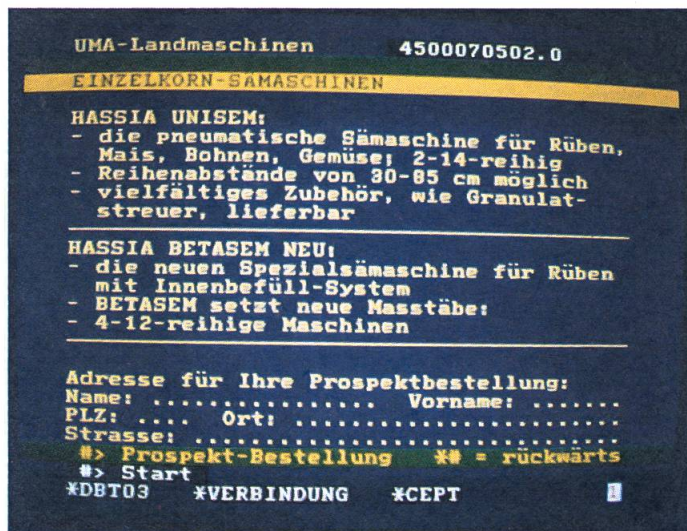 UMA-Landmaschinen 4500070502.0
EINZELKORN-SÄMASCHINEN
HASSIA UNISEM:
- die pneumatische Sämaschine für Rüben,
Mais, Bohnen, Gemüse; 2-14-reihig
- Reihenabstände von 30-85 cm möglich
- vielfältiges Zubehör, wie Granulat-
streuer, lieferbar
HASSIA BETASEM NEU:
- die neuen Spezialsämaschine für Rüben
mit Innenbefüll-System
- BETASEM setzt neue Masstäbe:
- 4-12-reihige Maschinen
Adresse für Ihre Prospektbestellung:
Name: ................ Vorname: .......
PLZ: .... Ort: .........................
Strasse: ...............................
#> Prospekt-Bestellung *# = rückwärts
#> Start
*DBT03 *VERBINDUNG *CEPT 1